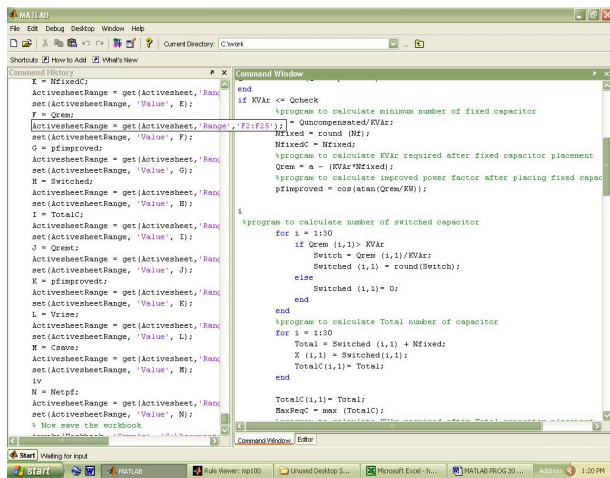 MATLAB
File Edit Debug Desktop Window Help
Current Directory: C:\work
Shortcuts How to Add What's New
Command History
E = NfixedC;
ActivesheetRange = get(Activesheet,'Rang
set(ActivesheetRange, 'Value', E);
F = Qrem;
ActivesheetRange = get(Activesheet,'Range','F2:F25');
set(ActivesheetRange, 'Value', F);
G = pfimproved;
ActivesheetRange = get(Activesheet,'Rang
set(ActivesheetRange, 'Value', G);
H = Switched;
ActivesheetRange = get(Activesheet,'Rang
set(ActivesheetRange, 'Value', H);
I = TotalC;
ActivesheetRange = get(Activesheet,'Rang
set(ActivesheetRange, 'Value', I);
J = Qremt;
ActivesheetRange = get(Activesheet,'Rang
set(ActivesheetRange, 'Value', J);
K = pfimprovedt;
ActivesheetRange = get(Activesheet,'Rang
set(ActivesheetRange, 'Value', K);
L = Vrise;
ActivesheetRange = get(Activesheet,'Rang
set(ActivesheetRange, 'Value', L);
M = Csave;
ActivesheetRange = get(Activesheet,'Rang
set(ActivesheetRange, 'Value', M);
iv
N = Netpf;
ActivesheetRange = get(Activesheet,'Rang
set(ActivesheetRange, 'Value', N);
% Now save the workbook
Command Window
end
if KVAr <= Qcheck
%program to calculate minimum number of fixed capacitor
= Quncompensated/KVAr;
Nfixed = round (Nf);
NfixedC = Nfixed;
%program to calculate KVAr required after fixed capacitor placement
Qrem = a - (KVAr*Nfixed);
%program to calculate improved power factor after placing fixed capac
pfimproved = cos(atan(Qrem/KW));
i
%program to calculate number of switched capacitor
for i = 1:30
if Qrem (i,1)> KVAr
Switch = Qrem (i,1)/KVAr;
Switched (i,1) = round(Switch);
else
Switched (i,1)= 0;
end
end
%program to calculate Total number of capacitor
for i = 1:30
Total = Switched (i,1) + Nfixed;
X (i,1) = Switched(i,1);
TotalC(i,1)= Total;
end
TotalC(i,1)= Total;
MaxReqC = max (TotalC);
Command Window Editor
Start Waiting for input
start MATLAB Rule Viewer: mp100 Unused Desktop S... Microsoft Excel - h... MATLAB PROG 30 ... Address 1:20 PM